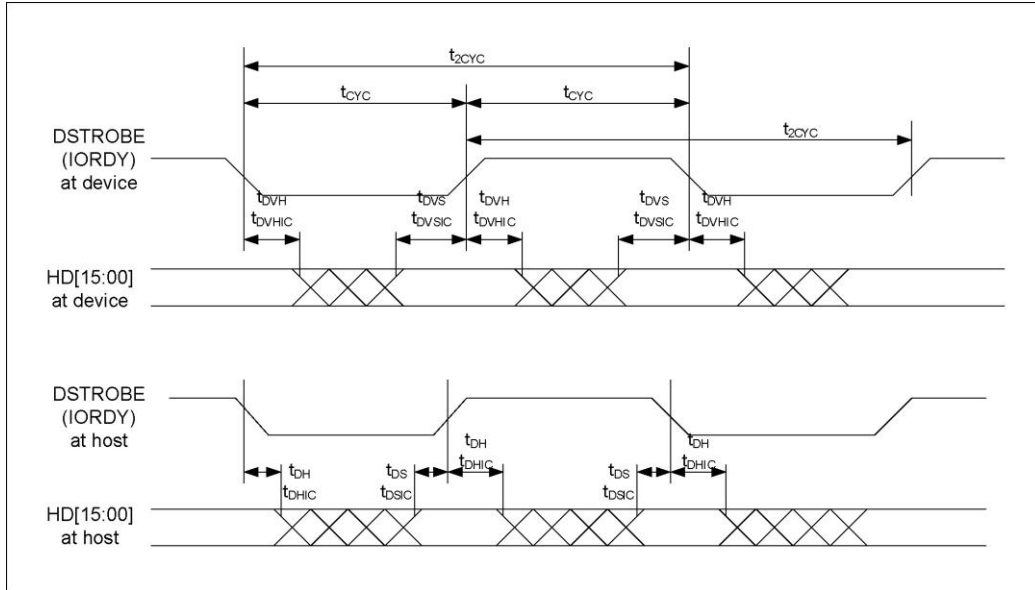 t2CYC
tCYC tCYC
t2CYC
DSTROBE
(IORDY)
at device
tDVH tDVS tDVH tDVS tDVH
tDVHIC tDVSIC tDVHIC tDVSIC tDVHIC
HD[15:00]
at device
DSTROBE
(IORDY)
at host
tDH tDH
tDH tDS tDHIC tDS tDHIC
tDHIC tDSIC tDSIC
HD[15:00]
at host